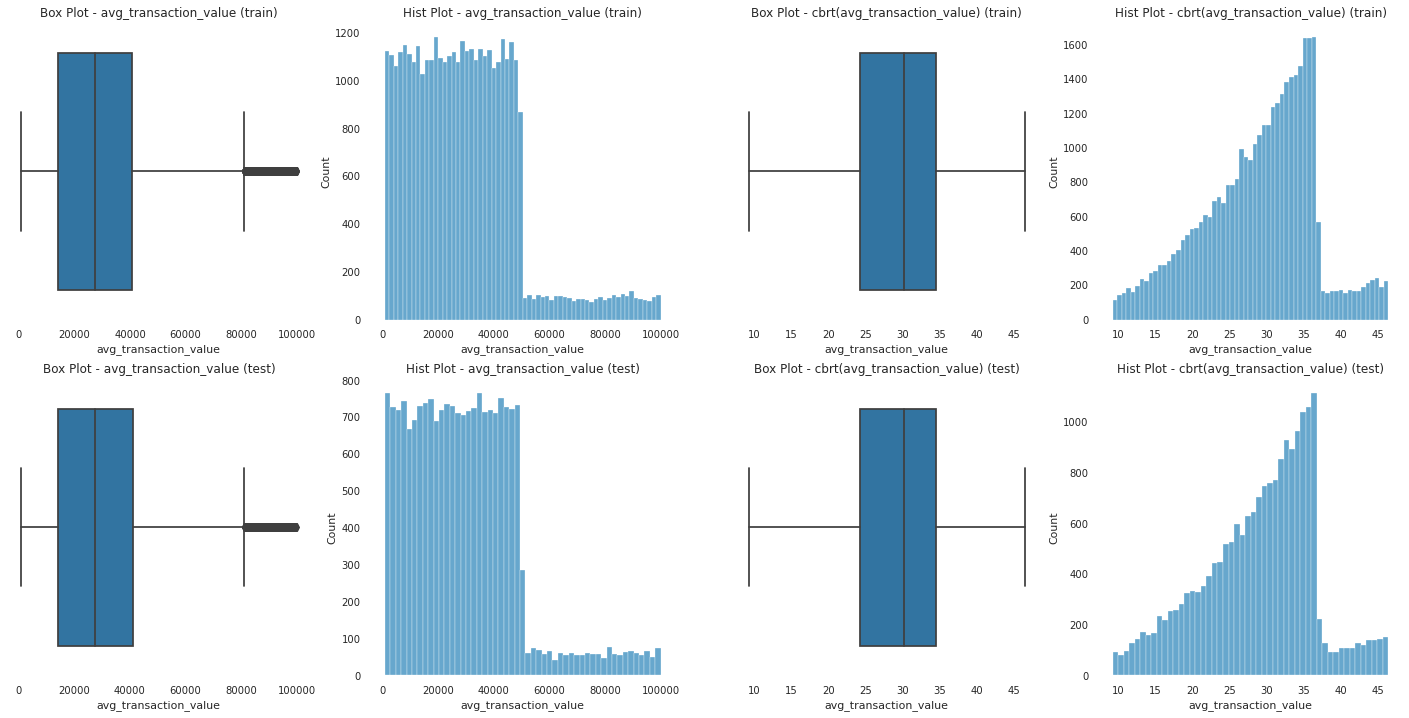 Box Plot - avg_transaction_value (train)
0 20000 40000 60000 80000 100000
avg_transaction_value
Hist Plot - avg_transaction_value (train)
1200
1000
800
600
400
200
0
Count
0 20000 40000 60000 80000 100000
avg_transaction_value
Box Plot - cbrt(avg_transaction_value) (train)
10 15 20 25 30 35 40 45
avg_transaction_value
Hist Plot - cbrt(avg_transaction_value) (train)
1600
1400
1200
1000
800
600
400
200
0
Count
10 15 20 25 30 35 40 45
avg_transaction_value
Box Plot - avg_transaction_value (test)
0 20000 40000 60000 80000 100000
avg_transaction_value
Hist Plot - avg_transaction_value (test)
800
700
600
500
400
300
200
100
0
Count
0 20000 40000 60000 80000 100000
avg_transaction_value
Box Plot - cbrt(avg_transaction_value) (test)
10 15 20 25 30 35 40 45
avg_transaction_value
Hist Plot - cbrt(avg_transaction_value) (test)
1000
800
600
400
200
0
Count
10 15 20 25 30 35 40 45
avg_transaction_value